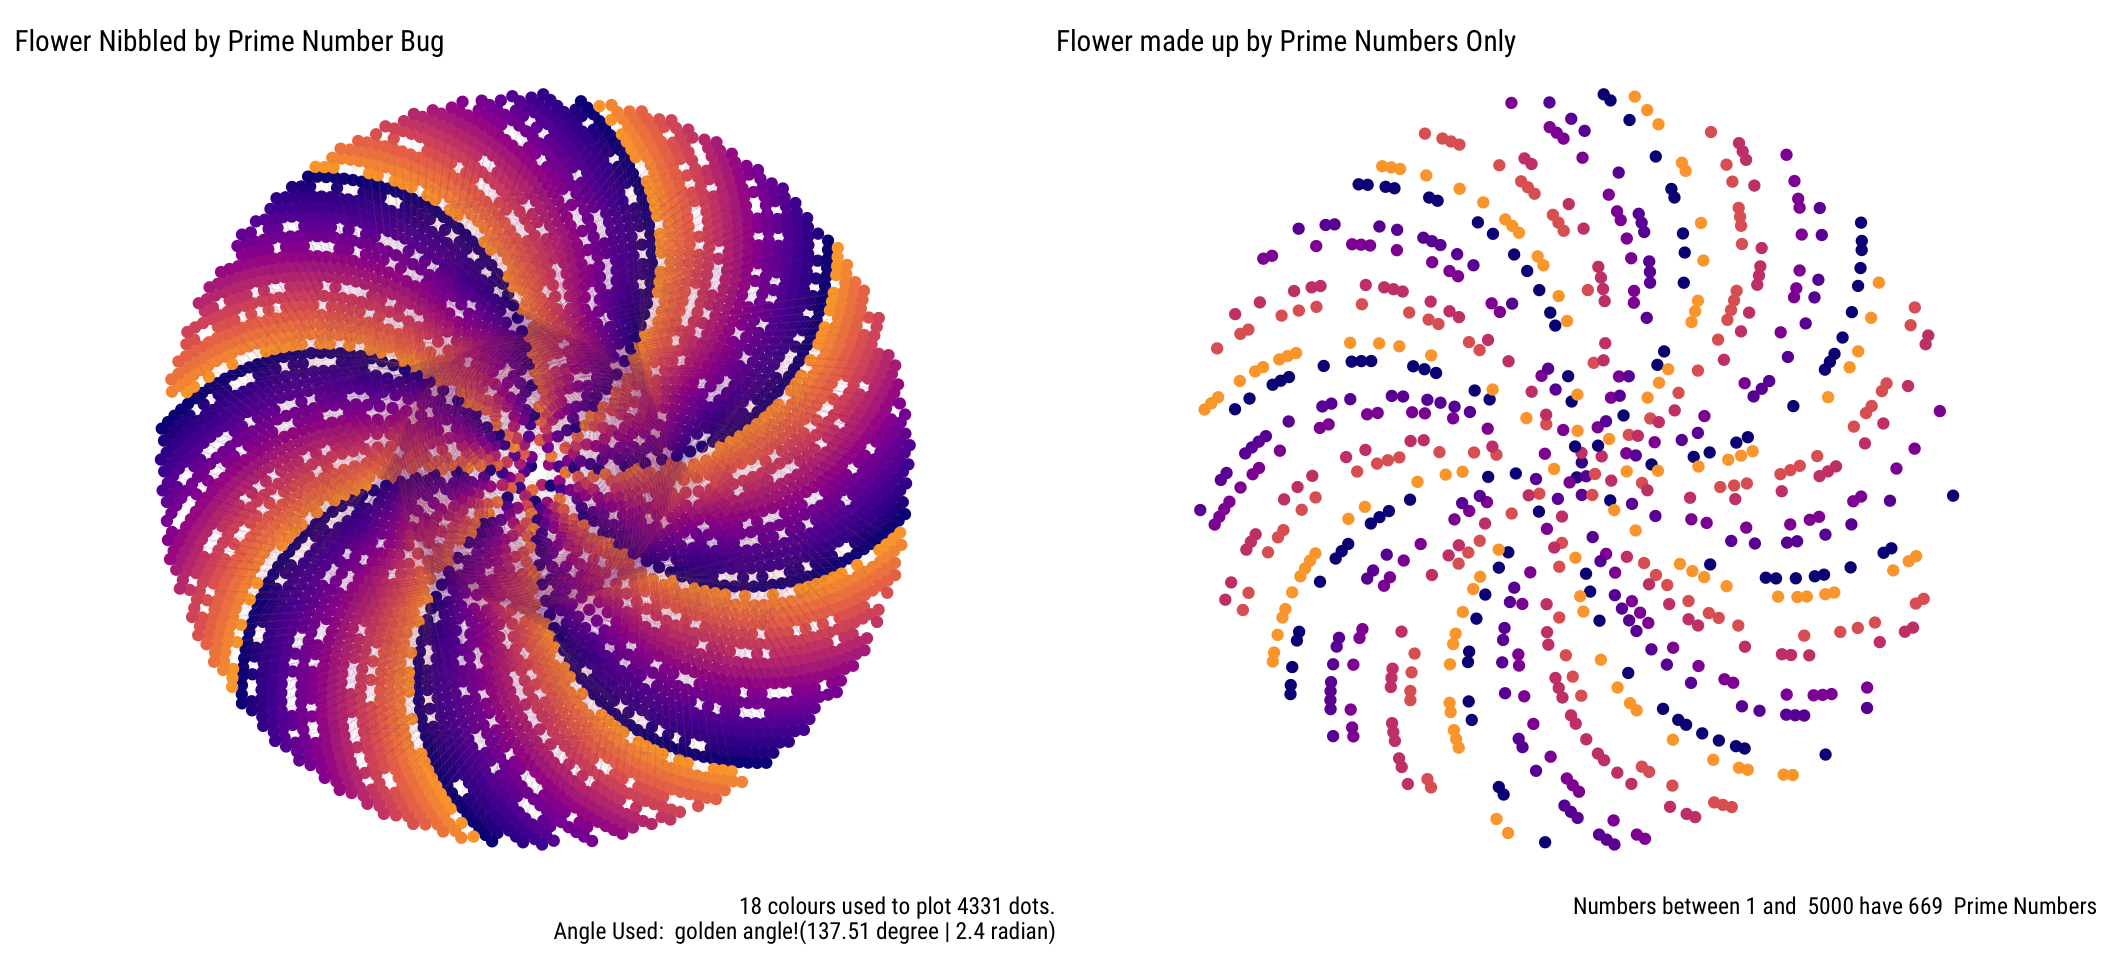 Flower Nibbled by Prime Number Bug
Flower made up by Prime Numbers Only
18 colours used to plot 4331 dots.
Angle Used:  golden angle!(137.51 degree | 2.4 radian)
Numbers between 1 and  5000 have 669  Prime Numbers